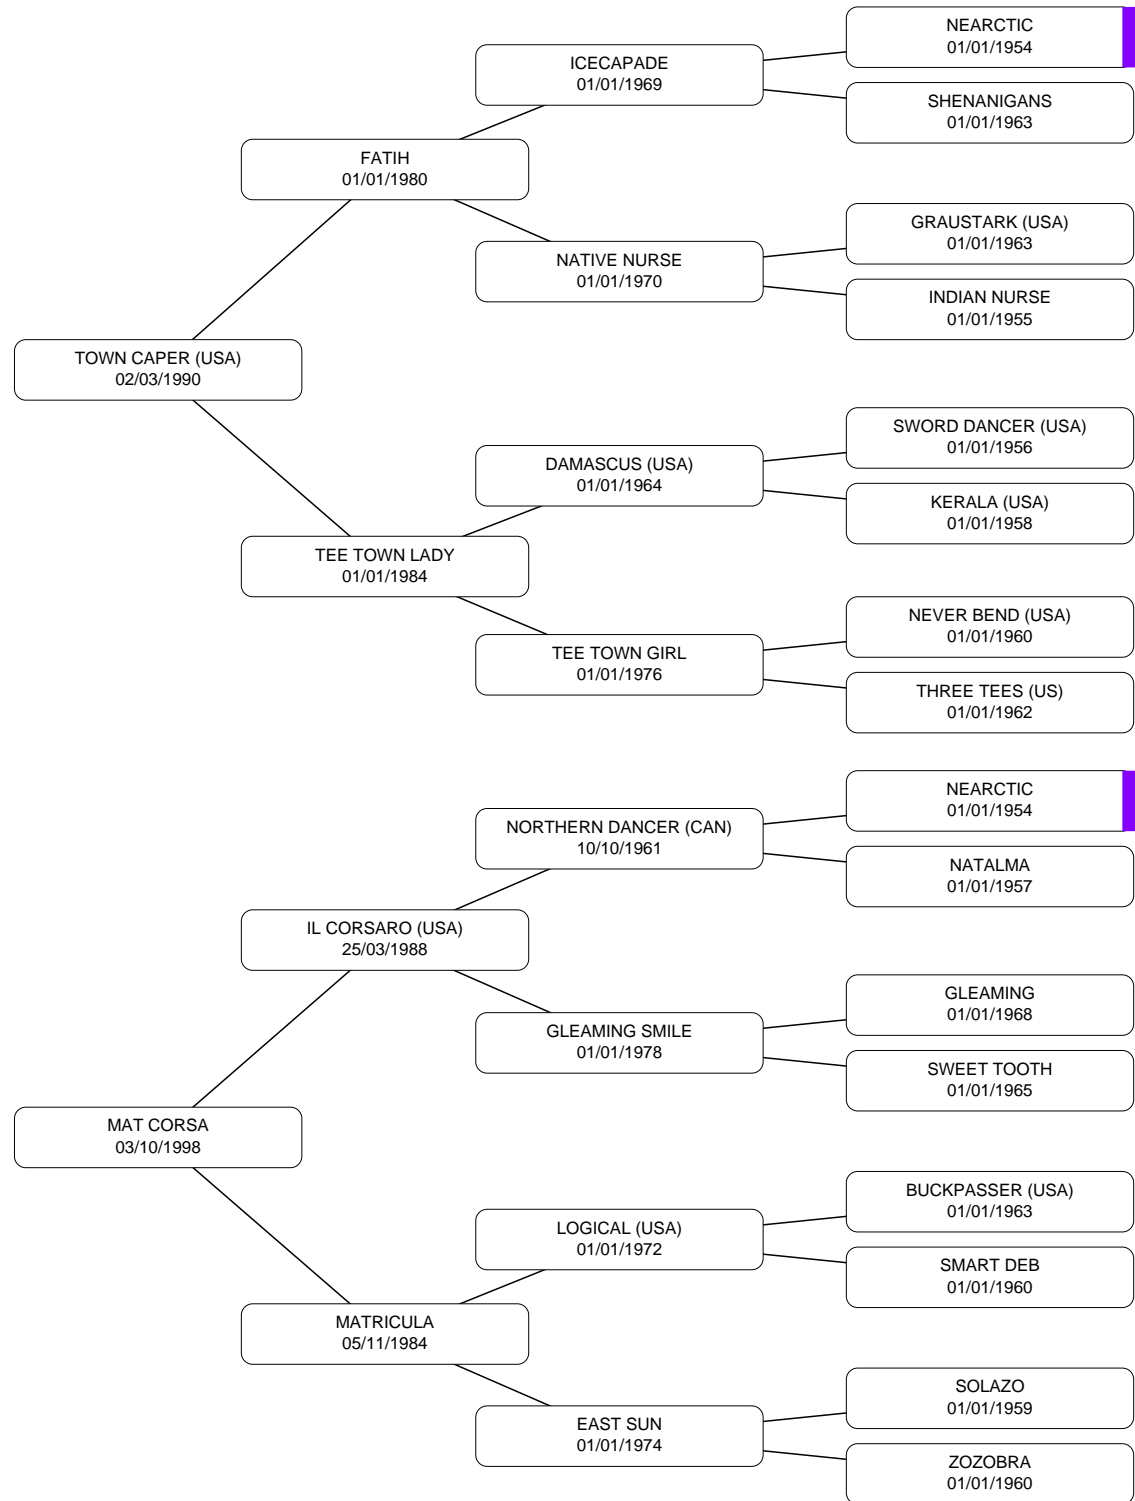 NEARCTIC
01/01/1954
ICECAPADE
01/01/1969
SHENANIGANS
01/01/1963
FATIH
01/01/1980
GRAUSTARK (USA)
01/01/1963
NATIVE NURSE
01/01/1970
INDIAN NURSE
01/01/1955
TOWN CAPER (USA)
02/03/1990
SWORD DANCER (USA)
01/01/1956
DAMASCUS (USA)
01/01/1964
KERALA (USA)
01/01/1958
TEE TOWN LADY
01/01/1984
NEVER BEND (USA)
01/01/1960
TEE TOWN GIRL
01/01/1976
THREE TEES (US)
01/01/1962
NEARCTIC
01/01/1954
NORTHERN DANCER (CAN)
10/10/1961
NATALMA
01/01/1957
IL CORSARO (USA)
25/03/1988
GLEAMING
01/01/1968
GLEAMING SMILE
01/01/1978
SWEET TOOTH
01/01/1965
MAT CORSA
03/10/1998
BUCKPASSER (USA)
01/01/1963
LOGICAL (USA)
01/01/1972
SMART DEB
01/01/1960
MATRICULA
05/11/1984
SOLAZO
01/01/1959
EAST SUN
01/01/1974
ZOZOBRA
01/01/1960